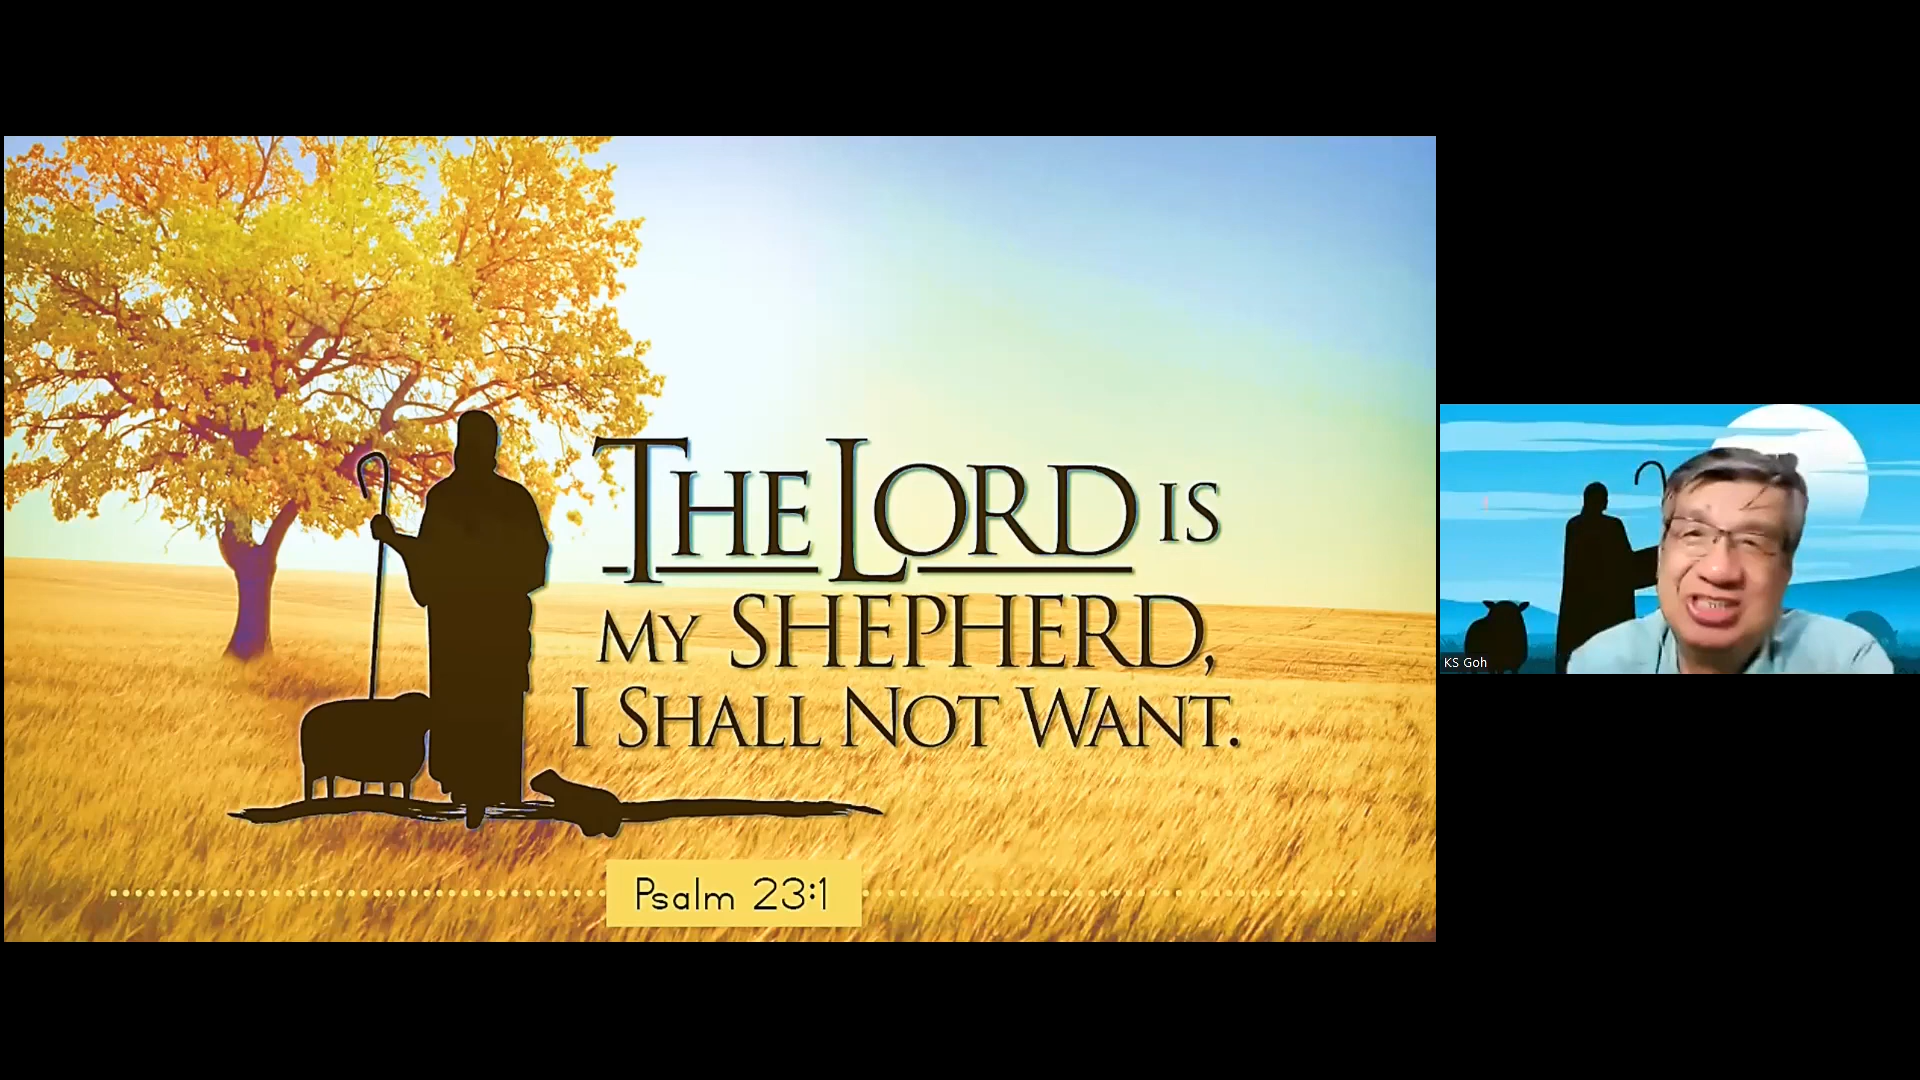 The Lord is
my Shepherd,
I Shall Not Want.
Psalm 23:1
KS Goh